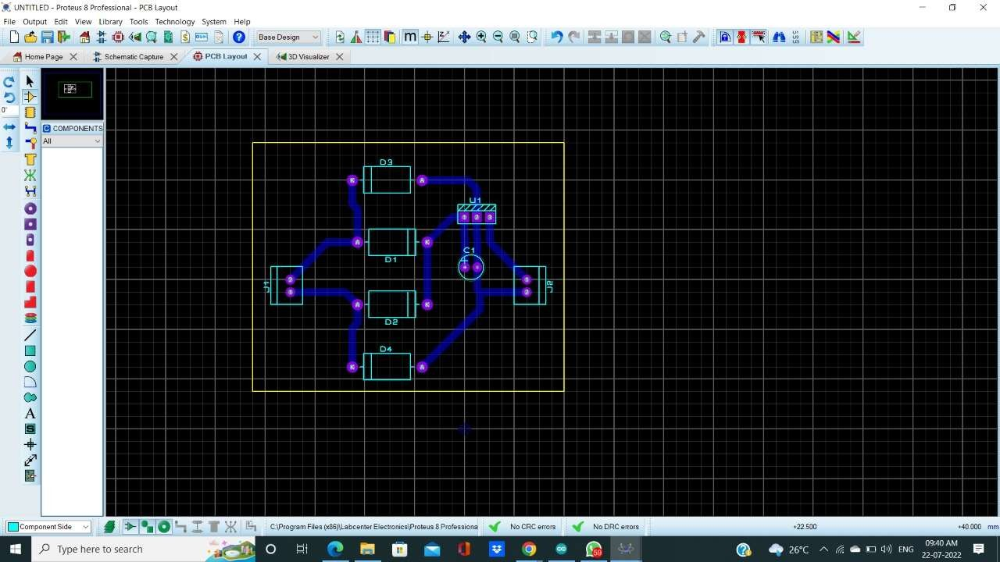 UNTITLED - Proteus 8 Professional - PCB Layout
File Output Edit View Library Tools Technology System Help
Base Design
Home Page Schematic Capture PCB Layout 3D Visualizer
0°
COMPONENTS
All
D3
K A
U1
1 2 3
A K
D1
C1
+
J1
2
1
J2
1
2
A K
D2
D4
K A
Component Side
C:\Program Files (x86)\Labcenter Electronics\Proteus 8 Professiona
No CRC errors
No DRC errors
+22.500
+40.000 mm
Type here to search
59
26°C
ENG
09:40 AM
22-07-2022